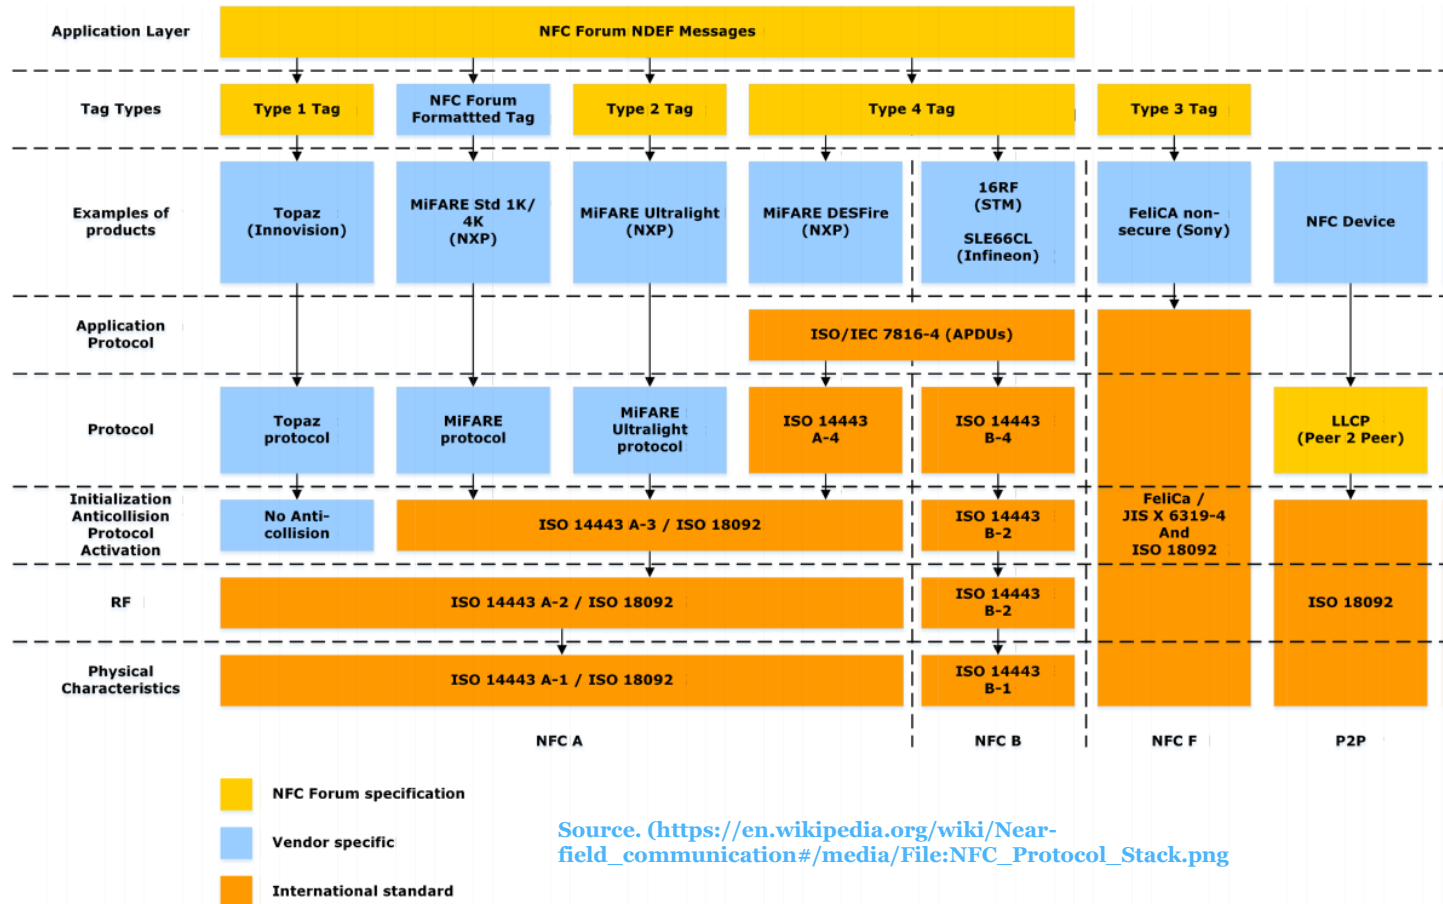 Application Layer
NFC Forum NDEF Messages
Tag Types
Type 1 Tag
NFC Forum
Formattted Tag
Type 2 Tag
Type 4 Tag
Type 3 Tag
Examples of
products
Topaz
(Innovision)
MiFARE Std 1K/
4K
(NXP)
MiFARE Ultralight
(NXP)
MiFARE DESFire
(NXP)
16RF
(STM)
SLE66CL
(Infineon)
FeliCA non-
secure (Sony)
NFC Device
Application
Protocol
ISO/IEC 7816-4 (APDUs)
Protocol
Topaz
protocol
MiFARE
protocol
MiFARE
Ultralight
protocol
ISO 14443
A-4
ISO 14443
B-4
LLCP
(Peer 2 Peer)
Initialization
Anticollision
Protocol
Activation
No Anti-
collision
ISO 14443 A-3 / ISO 18092
ISO 14443
B-2
FeliCa /
JIS X 6319-4
And
ISO 18092
RF
ISO 14443 A-2 / ISO 18092
ISO 14443
B-2
ISO 18092
Physical
Characteristics
ISO 14443 A-1 / ISO 18092
ISO 14443
B-1
NFC A
NFC B
NFC F
P2P
NFC Forum specification
Vendor specific
International standard
Source. (https://en.wikipedia.org/wiki/Near-
field_communication#/media/File:NFC_Protocol_Stack.png